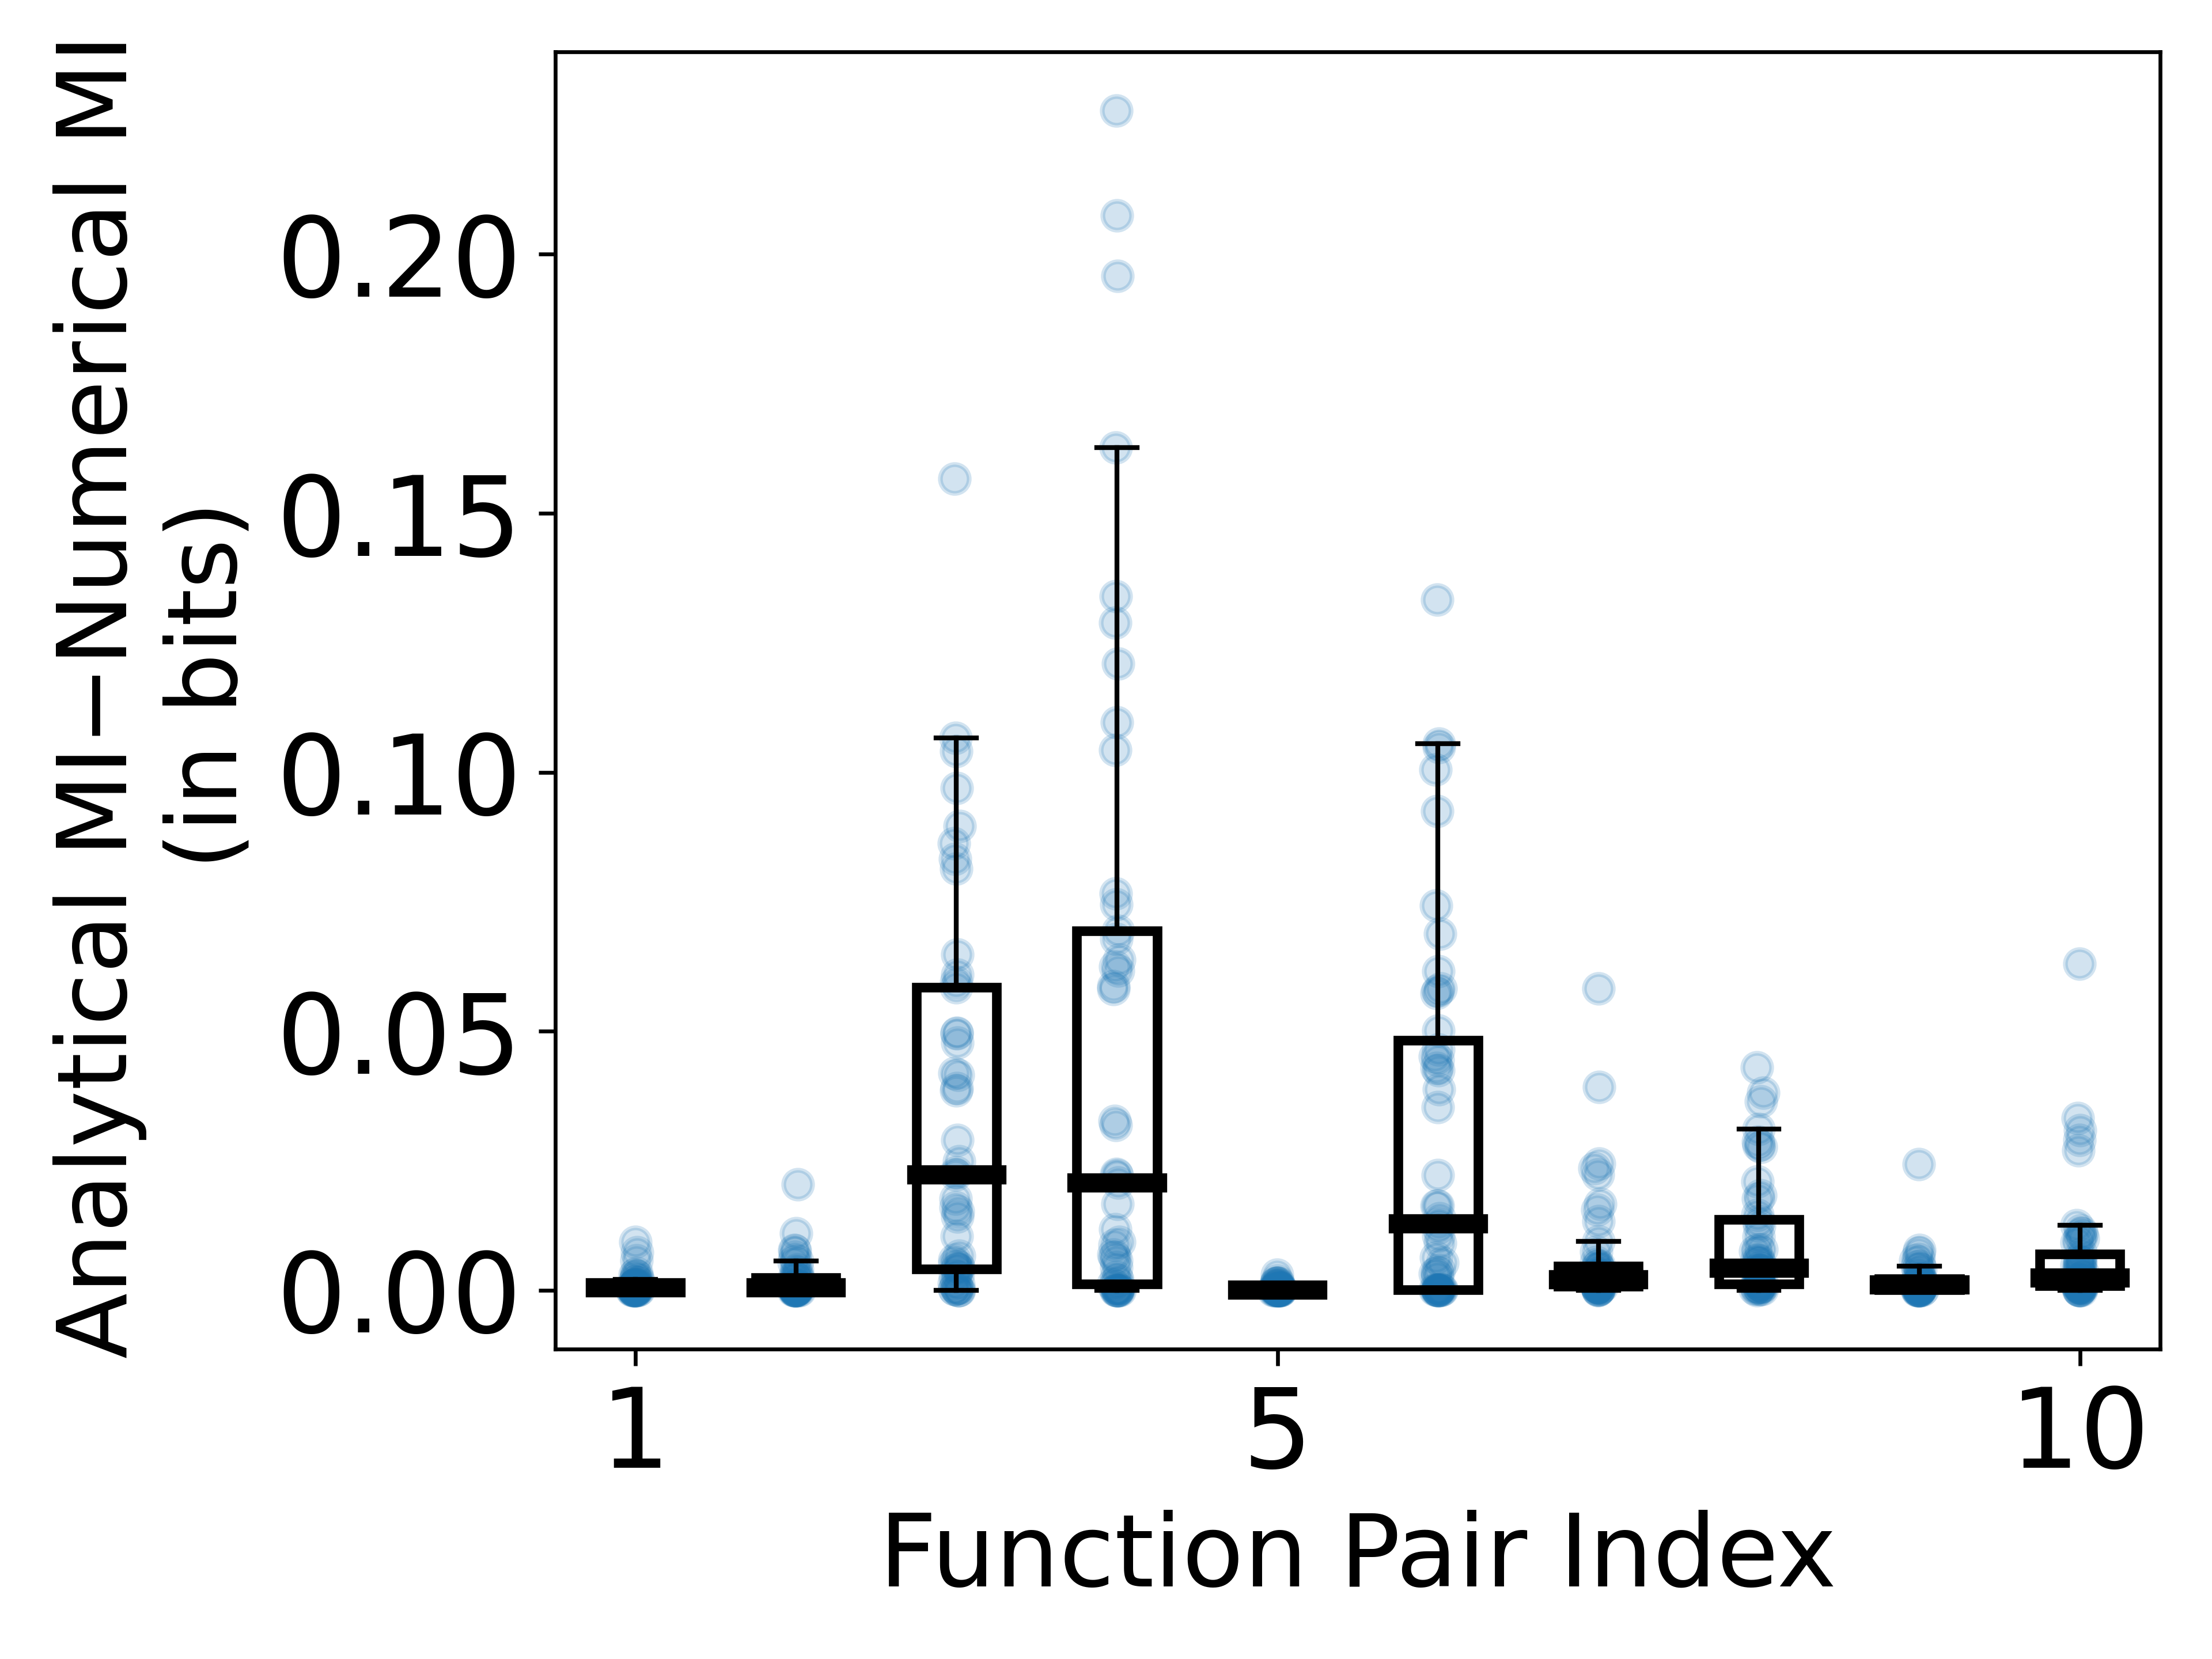 Analytical MI−Numerical MI
(in bits)
0.20
0.15
0.10
0.05
0.00
1
5
10
Function Pair Index